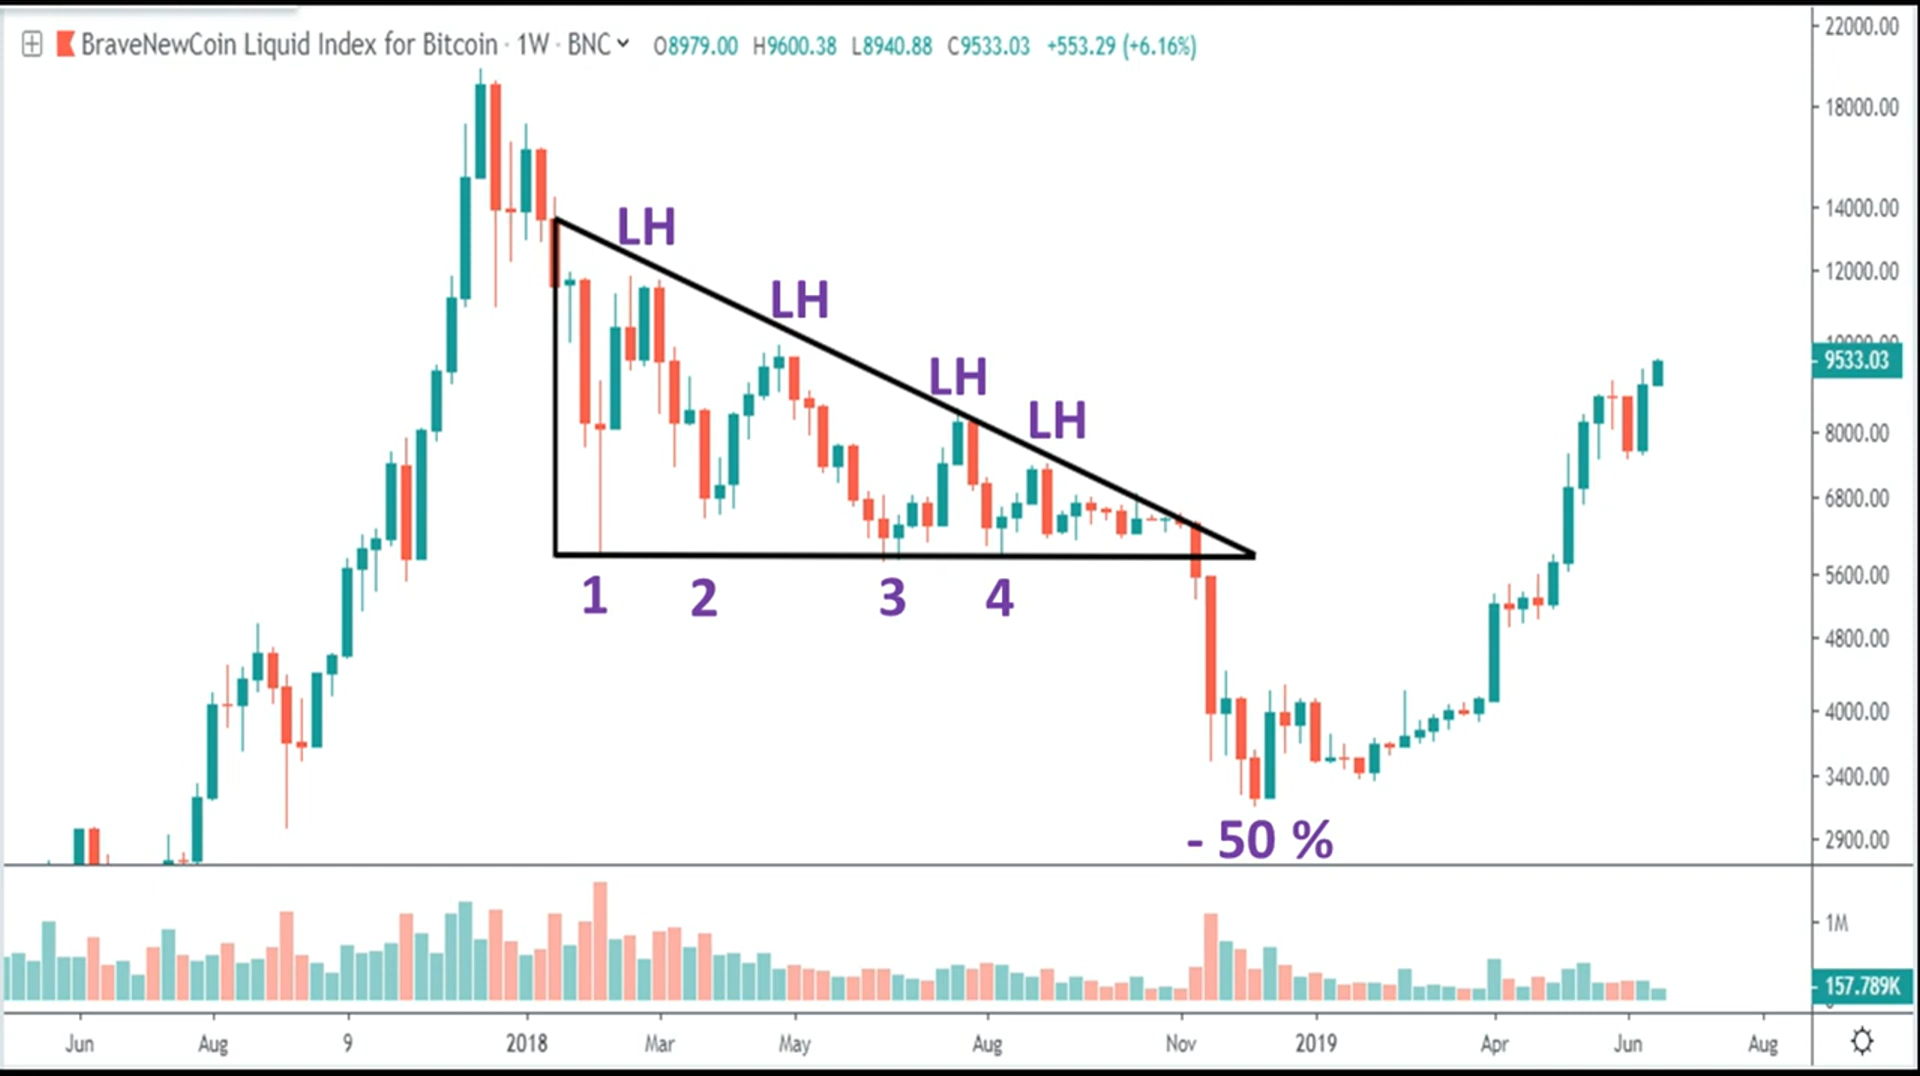 BraveNewCoin Liquid Index for Bitcoin · 1W · BNC O8979.00 H9600.38 L8940.88 C9533.03 +553.29 (+6.16%)
22000.00
18000.00
14000.00
12000.00
10000.00
9533.03
8000.00
6800.00
5600.00
4800.00
4000.00
3400.00
2900.00
LH
LH
LH
LH
1 2 3 4
- 50 %
1M
157.789K
Jun Aug 9 2018 Mar May Aug Nov 2019 Apr Jun Aug